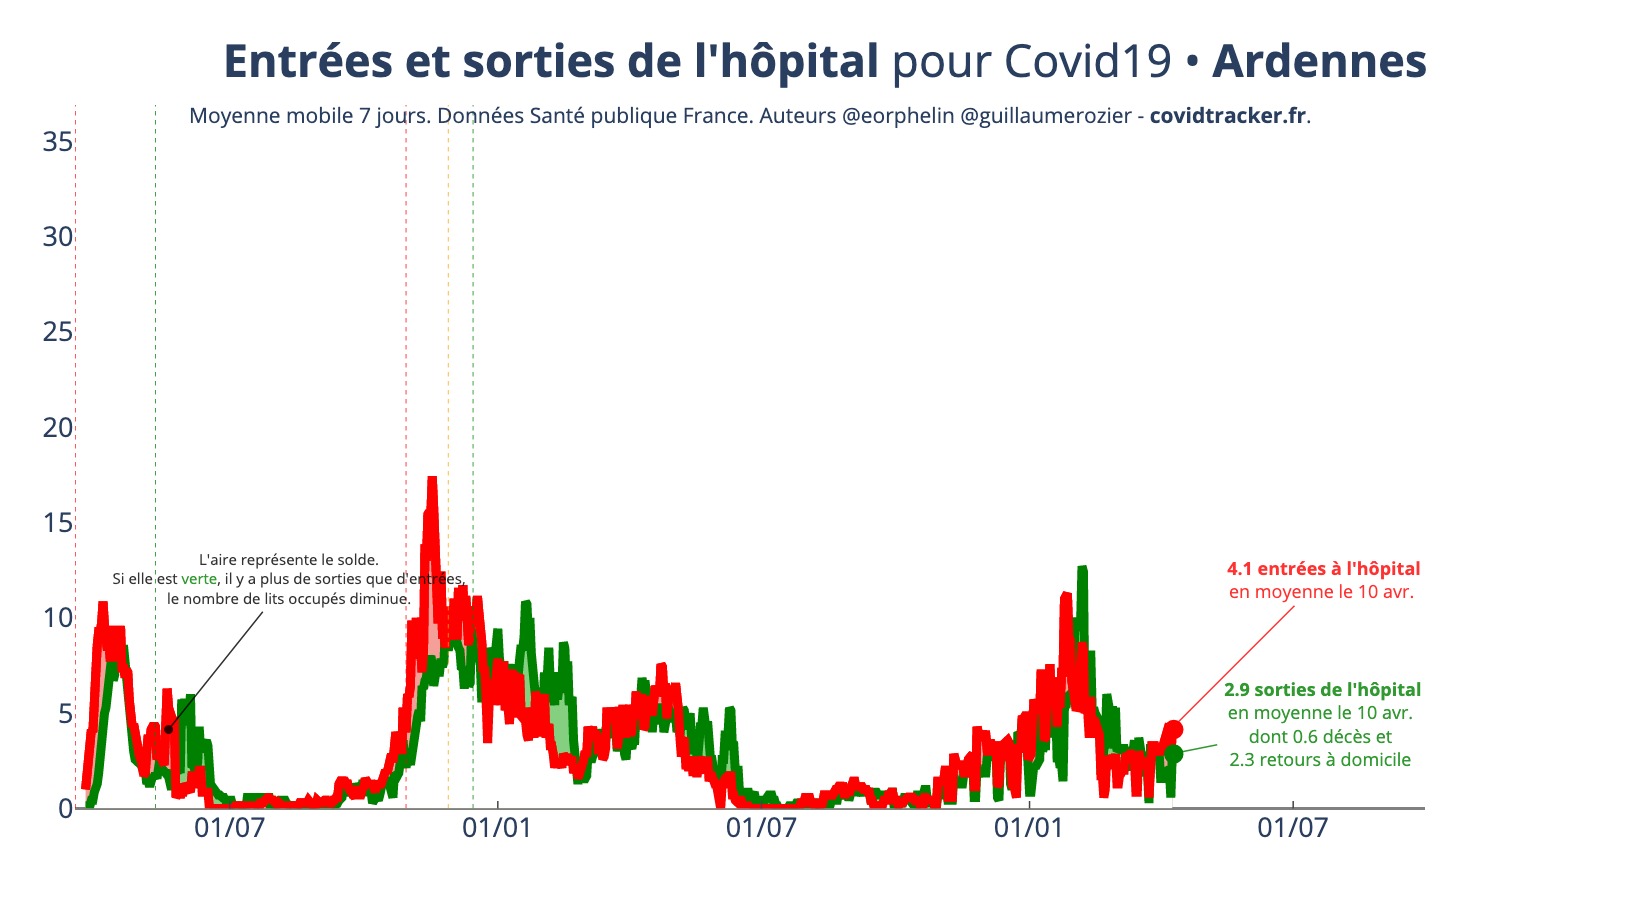 Entrées et sorties de l'hôpital pour Covid19 • Ardennes
Moyenne mobile 7 jours. Données Santé publique France. Auteurs @eorphelin @guillaumerozier - covidtracker.fr.
35
30
25
20
15
10
5
0
L'aire représente le solde.
Si elle est verte, il y a plus de sorties que d'entrées,
le nombre de lits occupés diminue.
4.1 entrées à l'hôpital
en moyenne le 10 avr.
2.9 sorties de l'hôpital
en moyenne le 10 avr.
dont 0.6 décès et
2.3 retours à domicile
01/07
01/01
01/07
01/01
01/07